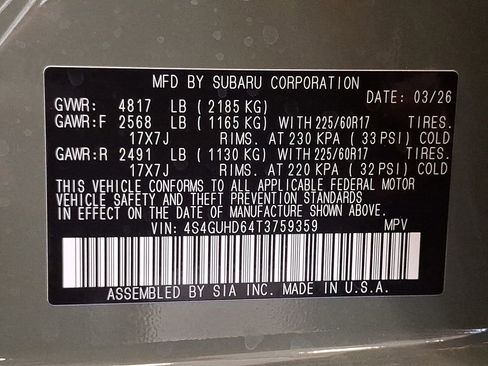 MFD BY SUBARU CORPORATION
GVWR: 4817 LB (2185 KG) DATE: 03/26
GAWR:F 2568 LB (1165 KG) WITH 225/60R17 TIRES.
17X7J RIMS. AT 230 KPA (33 PSI) COLD
GAWR:R 2491 LB (1130 KG) WITH 225/60R17 TIRES.
17X7J RIMS. AT 220 KPA (32 PSI) COLD
THIS VEHICLE CONFORMS TO ALL APPLICABLE FEDERAL MOTOR
VEHICLE SAFETY AND THEFT PREVENTION STANDARDS
IN EFFECT ON THE DATE OF MANUFACTURE SHOWN ABOVE.
VIN: 4S4GUHD64T3759359 MPV
ASSEMBLED BY SIA INC. MADE IN U.S.A.